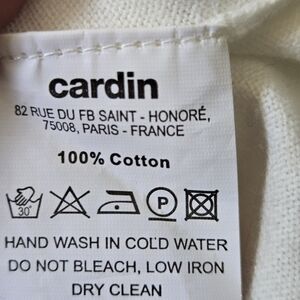 cardin
82 RUE DU FB SAINT - HONORÉ,
75008, PARIS - FRANCE
100% Cotton
30°
P
HAND WASH IN COLD WATER
DO NOT BLEACH, LOW IRON
DRY CLEAN